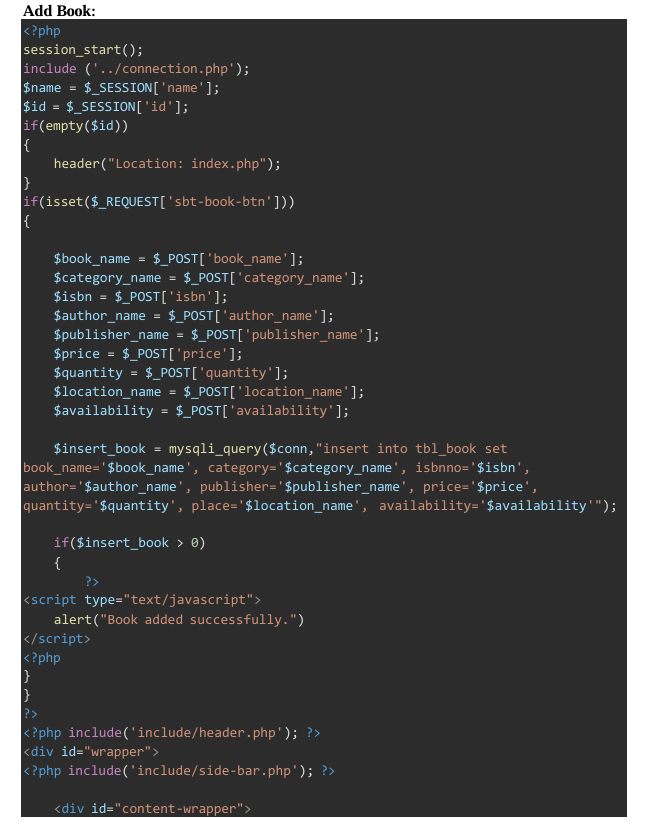 Add Book:
<?php
session_start();
include ('../connection.php');
$name = $_SESSION['name'];
$id = $_SESSION['id'];
if(empty($id))
{
    header("Location: index.php");
}
if(isset($_REQUEST['sbt-book-btn']))
{

    $book_name = $_POST['book_name'];
    $category_name = $_POST['category_name'];
    $isbn = $_POST['isbn'];
    $author_name = $_POST['author_name'];
    $publisher_name = $_POST['publisher_name'];
    $price = $_POST['price'];
    $quantity = $_POST['quantity'];
    $location_name = $_POST['location_name'];
    $availability = $_POST['availability'];

    $insert_book = mysqli_query($conn,"insert into tbl_book set
book_name='$book_name', category='$category_name', isbnno='$isbn',
author='$author_name', publisher='$publisher_name', price='$price',
quantity='$quantity', place='$location_name',  availability='$availability'");

    if($insert_book > 0)
    {
        ?>
<script type="text/javascript">
    alert("Book added successfully.")
</script>
<?php
}
}
?>
<?php include('include/header.php'); ?>
<div id="wrapper">
<?php include('include/side-bar.php'); ?>

    <div id="content-wrapper">